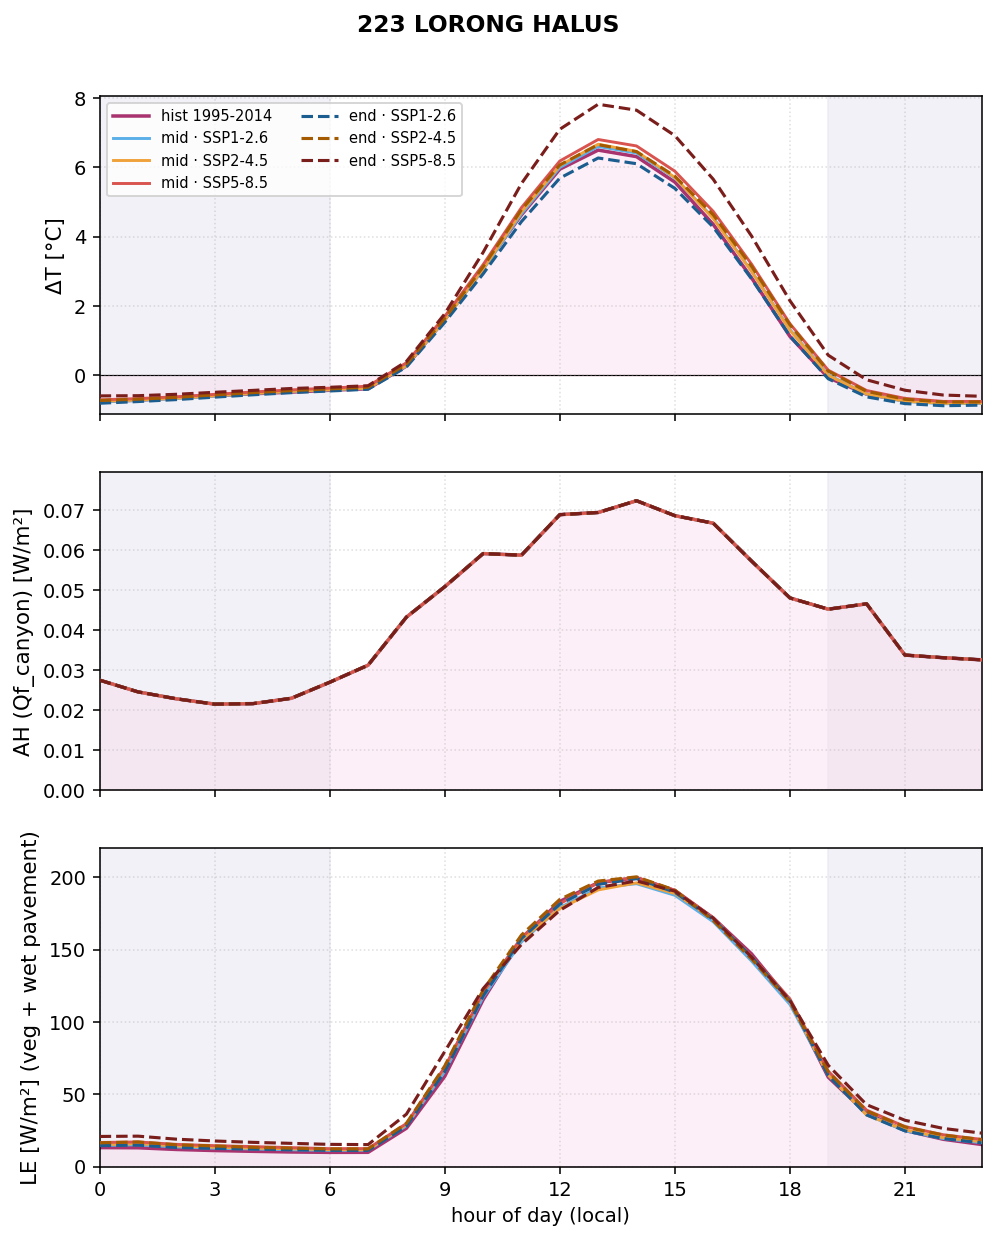 223 LORONG HALUS
8
6
4
2
0
ΔT [°C]
hist 1995-2014
mid · SSP1-2.6
mid · SSP2-4.5
mid · SSP5-8.5
end · SSP1-2.6
end · SSP2-4.5
end · SSP5-8.5
0.07
0.06
0.05
0.04
0.03
0.02
0.01
0.00
AH (Qf_canyon) [W/m²]
200
150
100
50
0
LE [W/m²] (veg + wet pavement)
0 3 6 9 12 15 18 21
hour of day (local)